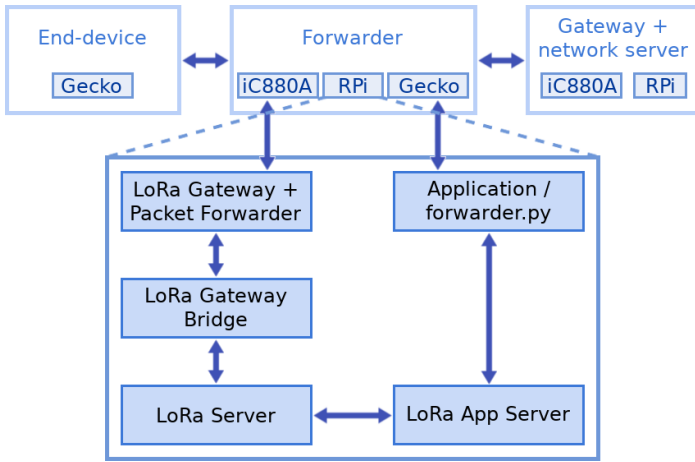 End-device
Gecko
Forwarder
iC880A
RPi
Gecko
Gateway +
network server
iC880A
RPi
LoRa Gateway +
Packet Forwarder
Application /
forwarder.py
LoRa Gateway
Bridge
LoRa Server
LoRa App Server